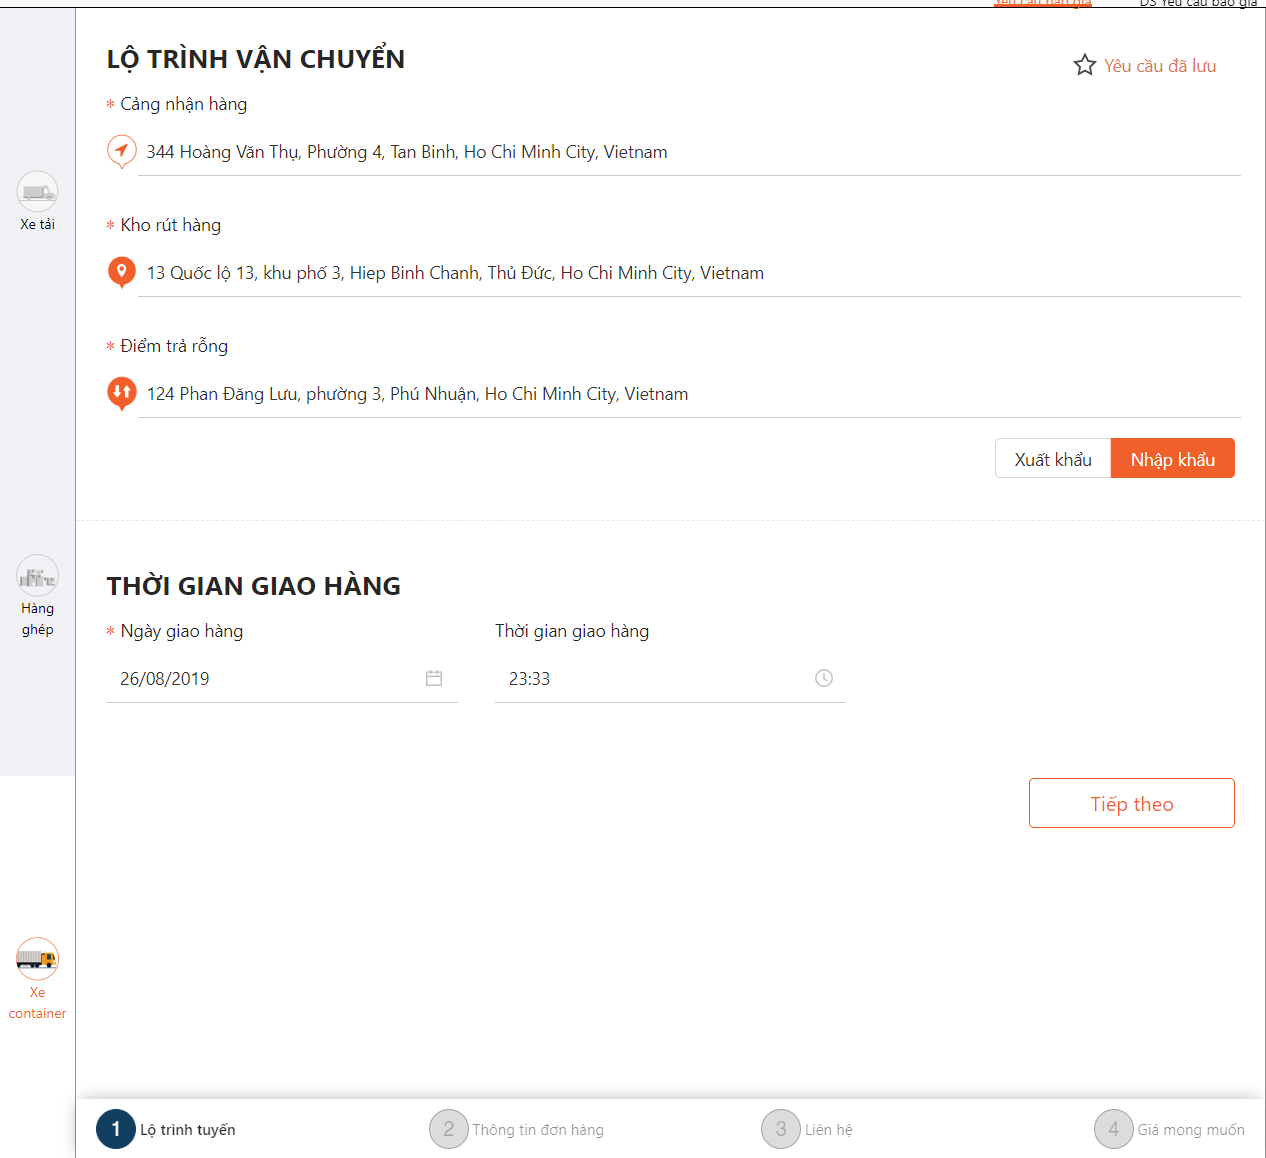 Yêu cầu báo giá
DS Yêu cầu báo giá
LỘ TRÌNH VẬN CHUYỂN
Yêu cầu đã lưu
* Cảng nhận hàng
344 Hoàng Văn Thụ, Phường 4, Tan Binh, Ho Chi Minh City, Vietnam
Xe tải
* Kho rút hàng
13 Quốc lộ 13, khu phố 3, Hiep Binh Chanh, Thủ Đức, Ho Chi Minh City, Vietnam
* Điểm trả rỗng
124 Phan Đăng Lưu, phường 3, Phú Nhuận, Ho Chi Minh City, Vietnam
Xuất khẩu
Nhập khẩu
THỜI GIAN GIAO HÀNG
Hàng
ghép
* Ngày giao hàng
Thời gian giao hàng
26/08/2019
23:33
Tiếp theo
Xe
container
1 Lộ trình tuyến
2 Thông tin đơn hàng
3 Liên hệ
4 Giá mong muốn